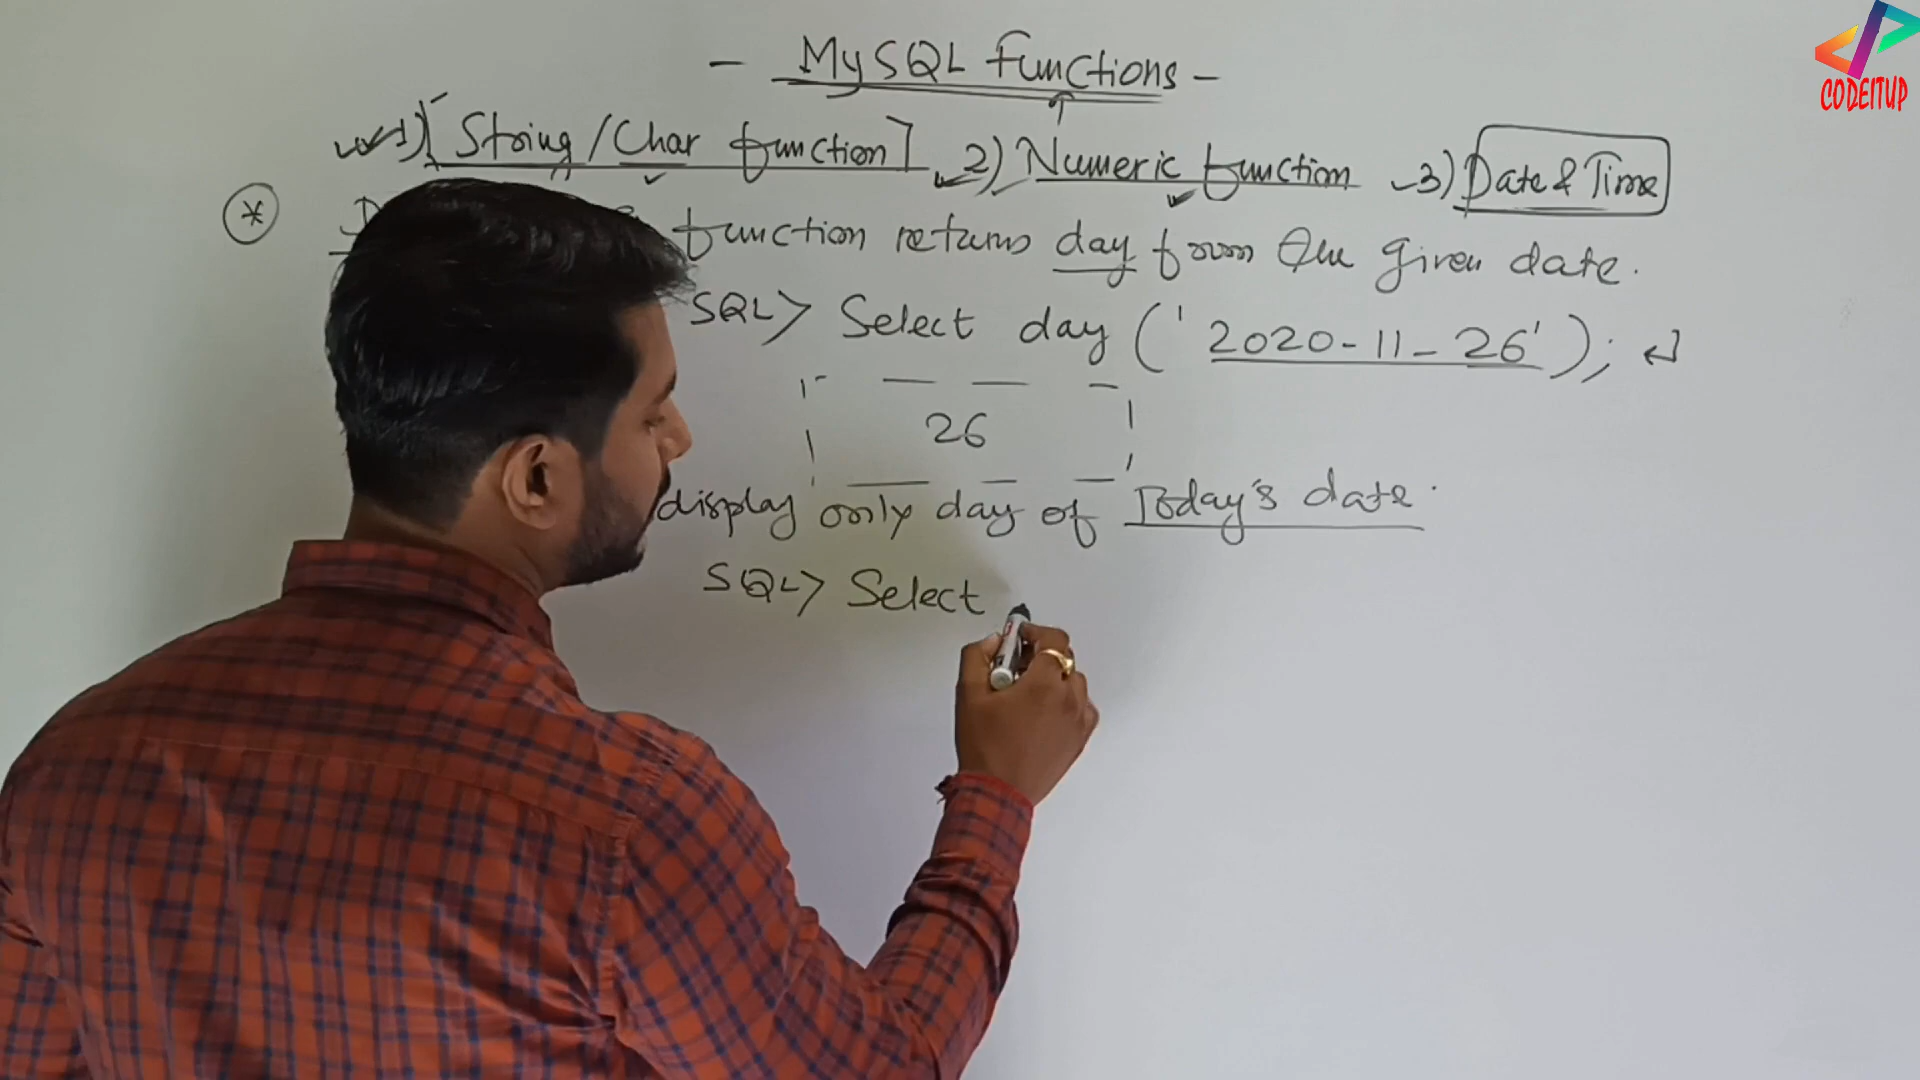 - MySQL Functions -
CODEITUP
1) [String/Char function] 2) Numeric function 3) Date & Time
* function returns day from the given date.
SQL> Select day ('2020-11-26'); ↵
26
display only day of Today's date.
SQL> Select